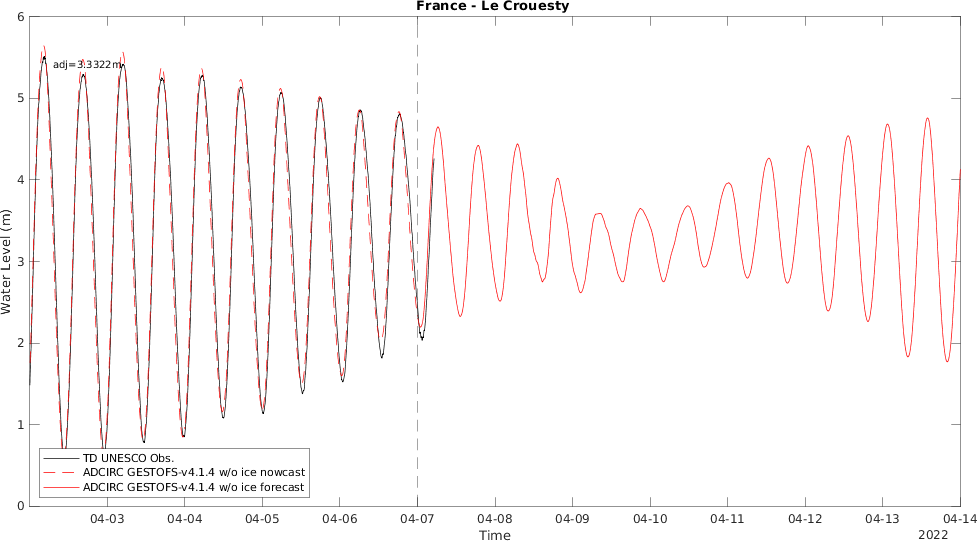 France - Le Crouesty
6
5
4
3
2
1
0
Water Level (m)
adj=3.3322m
TD UNESCO Obs.
ADCIRC GESTOFS-v4.1.4 w/o ice nowcast
ADCIRC GESTOFS-v4.1.4 w/o ice forecast
04-03 04-04 04-05 04-06 04-07 04-08 04-09 04-10 04-11 04-12 04-13 04-14
Time
2022